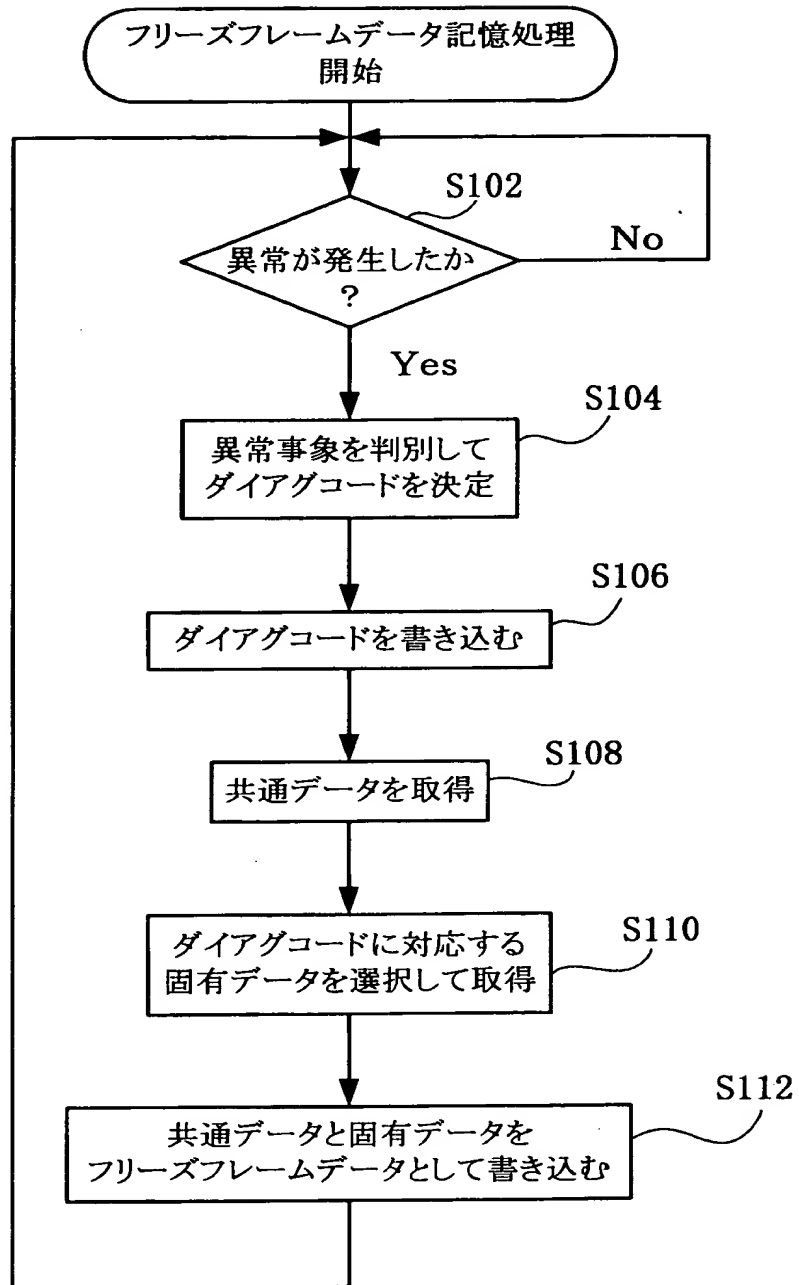 フリーズフレームデータ記憶処理
開始
S102
異常が発生したか
?
No
Yes
S104
異常事象を判別して
ダイアグコードを決定
S106
ダイアグコードを書き込む
S108
共通データを取得
S110
ダイアグコードに対応する
固有データを選択して取得
S112
共通データと固有データを
フリーズフレームデータとして書き込む